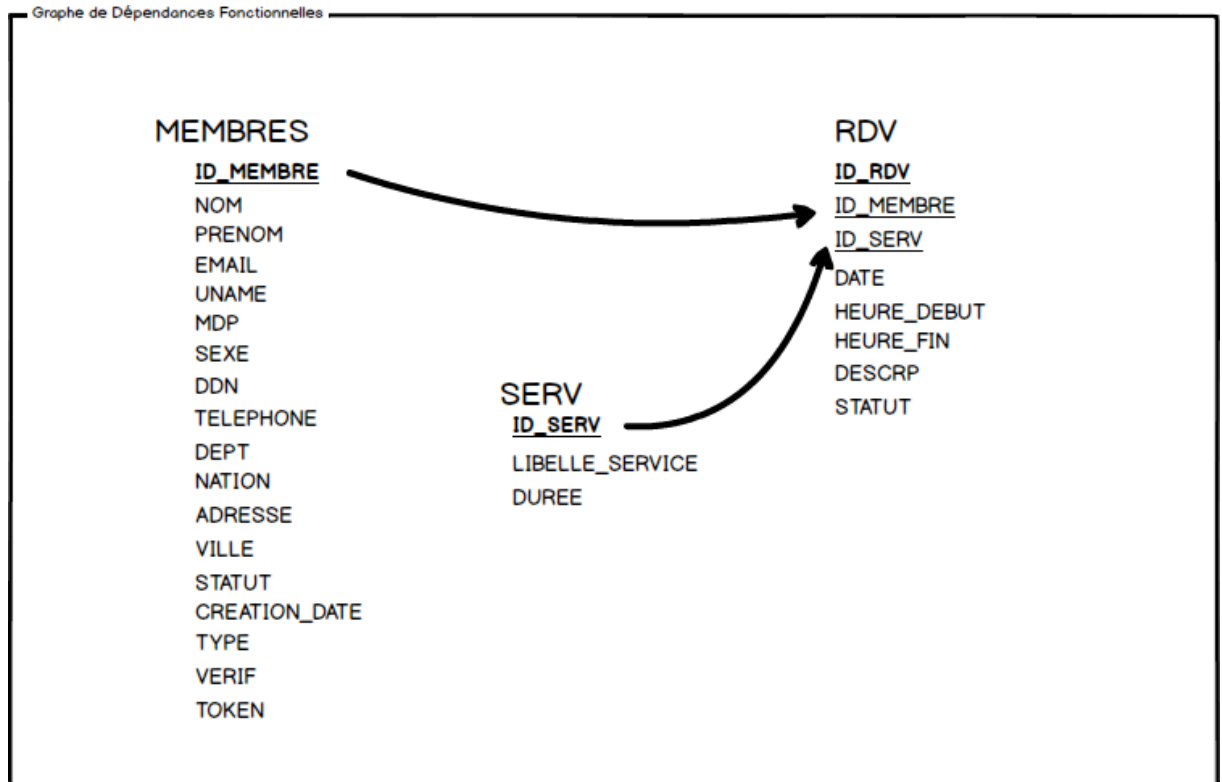 Graphe de Dépendances Fonctionnelles
MEMBRES
ID_MEMBRE
NOM
PRENOM
EMAIL
UNAME
MDP
SEXE
DDN
TELEPHONE
DEPT
NATION
ADRESSE
VILLE
STATUT
CREATION_DATE
TYPE
VERIF
TOKEN
SERV
ID_SERV
LIBELLE_SERVICE
DUREE
RDV
ID_RDV
ID_MEMBRE
ID_SERV
DATE
HEURE_DEBUT
HEURE_FIN
DESCRP
STATUT